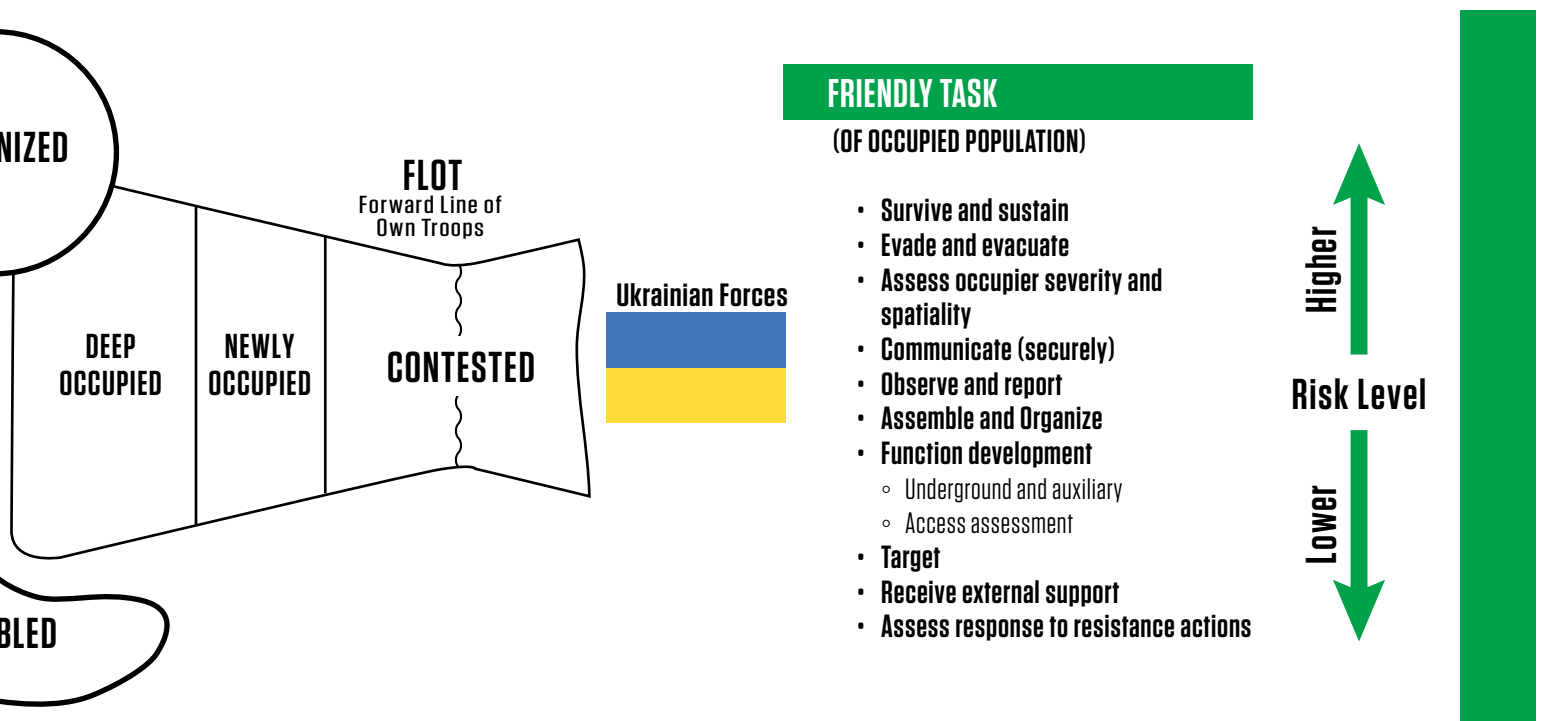 NIZED
FLOT
Forward Line of
Own Troops
DEEP
OCCUPIED
NEWLY
OCCUPIED
CONTESTED
Ukrainian Forces
BLED
FRIENDLY TASK
(OF OCCUPIED POPULATION)
• Survive and sustain
• Evade and evacuate
• Assess occupier severity and
spatiality
• Communicate (securely)
• Observe and report
• Assemble and Organize
• Function development
◦ Underground and auxiliary
◦ Access assessment
• Target
• Receive external support
• Assess response to resistance actions
Higher
Risk Level
Lower